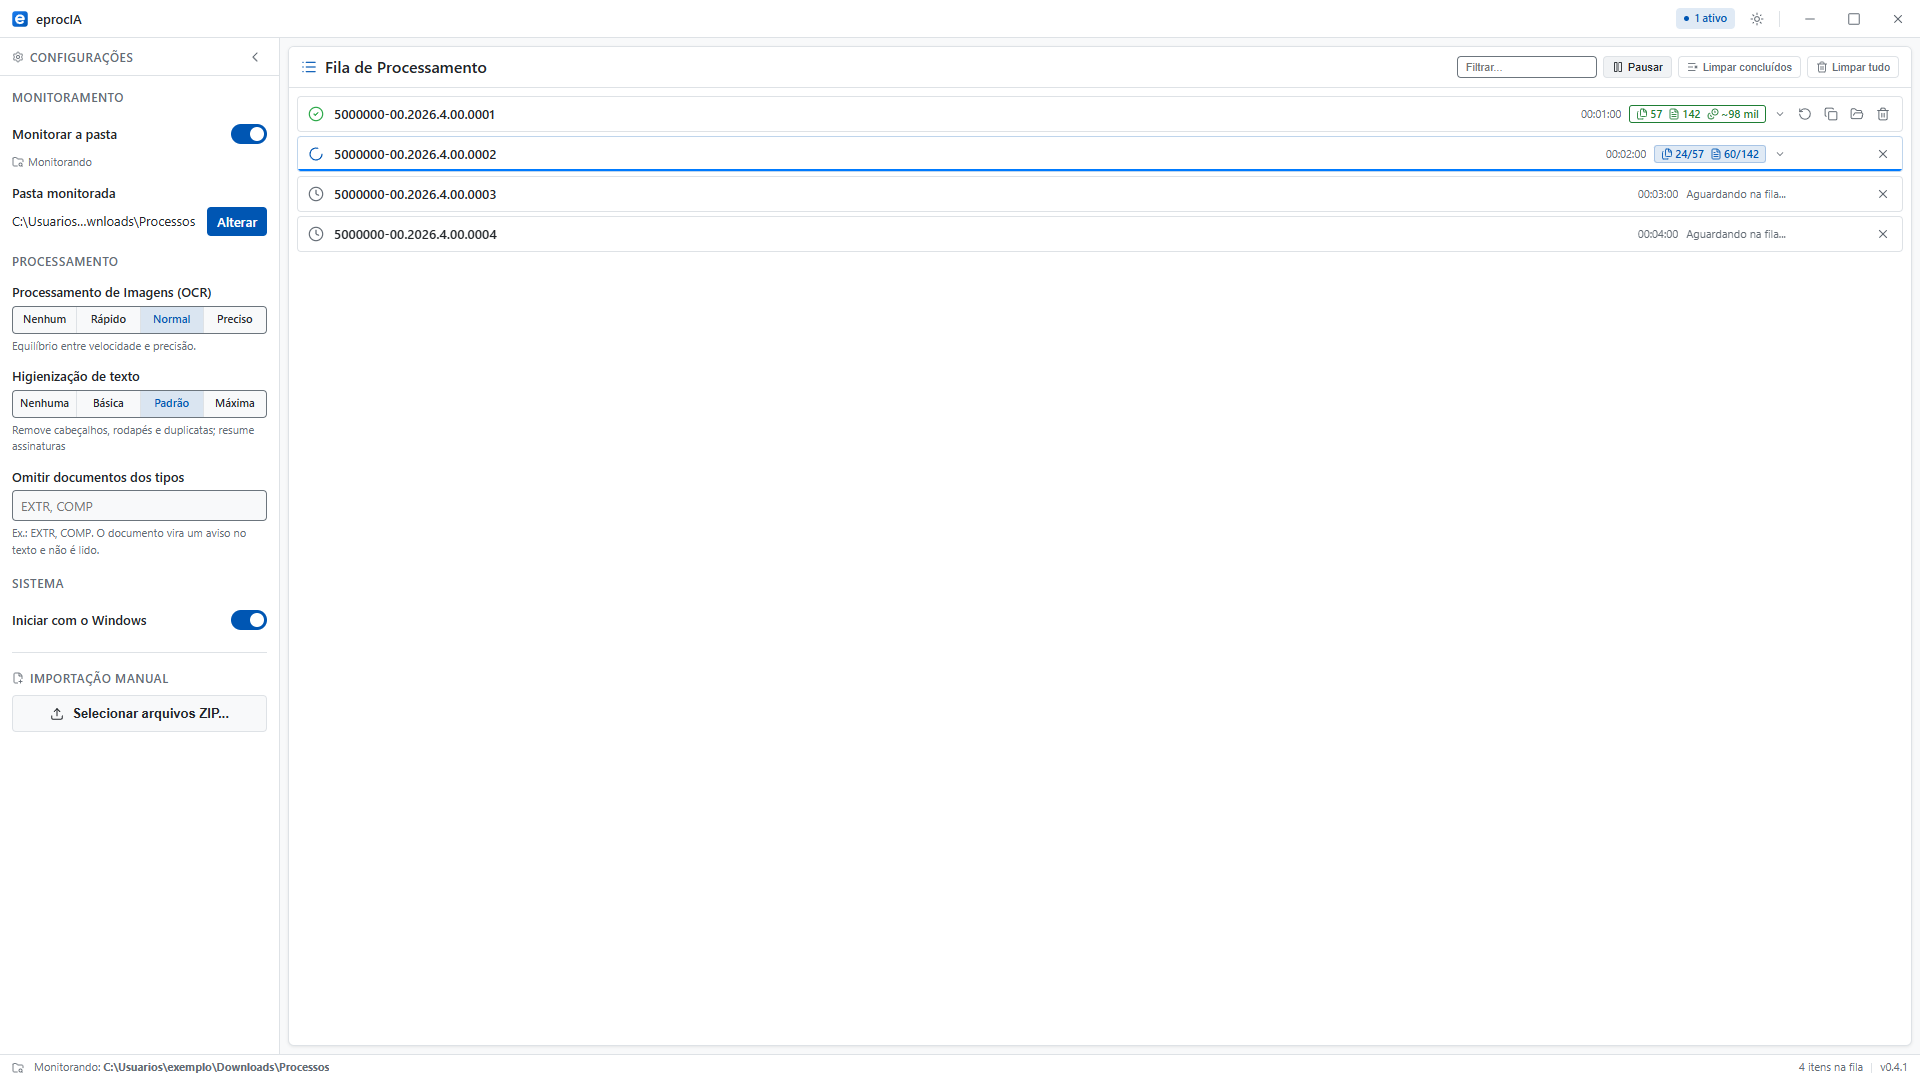 eprocIA
1 ativo
CONFIGURAÇÕES
MONITORAMENTO
Monitorar a pasta
Monitorando
Pasta monitorada
C:\Usuarios...wnloads\Processos
Alterar
PROCESSAMENTO
Processamento de Imagens (OCR)
Nenhum Rápido Normal Preciso
Equilíbrio entre velocidade e precisão.
Higienização de texto
Nenhuma Básica Padrão Máxima
Remove cabeçalhos, rodapés e duplicatas; resume
assinaturas
Omitir documentos dos tipos
EXTR, COMP
Ex.: EXTR, COMP. O documento vira um aviso no
texto e não é lido.
SISTEMA
Iniciar com o Windows
IMPORTAÇÃO MANUAL
Selecionar arquivos ZIP...
Fila de Processamento
Filtrar... Pausar Limpar concluídos Limpar tudo
5000000-00.2026.4.00.0001 00:01:00 57 142 ~98 mil
5000000-00.2026.4.00.0002 00:02:00 24/57 60/142
5000000-00.2026.4.00.0003 00:03:00 Aguardando na fila...
5000000-00.2026.4.00.0004 00:04:00 Aguardando na fila...
Monitorando: C:\Usuarios\exemplo\Downloads\Processos
4 itens na fila v0.4.1